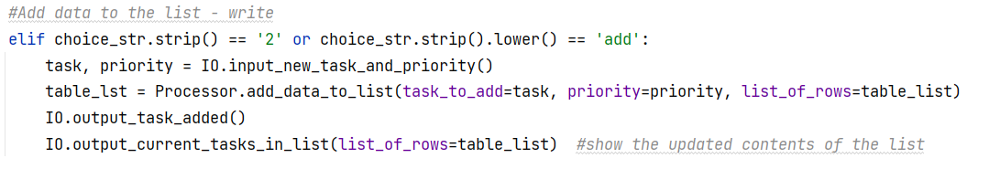 #Add data to the list - write
elif choice_str.strip() == '2' or choice_str.strip().lower() == 'add':
    task, priority = IO.input_new_task_and_priority()
    table_lst = Processor.add_data_to_list(task_to_add=task, priority=priority, list_of_rows=table_list)
    IO.output_task_added()
    IO.output_current_tasks_in_list(list_of_rows=table_list)  #show the updated contents of the list